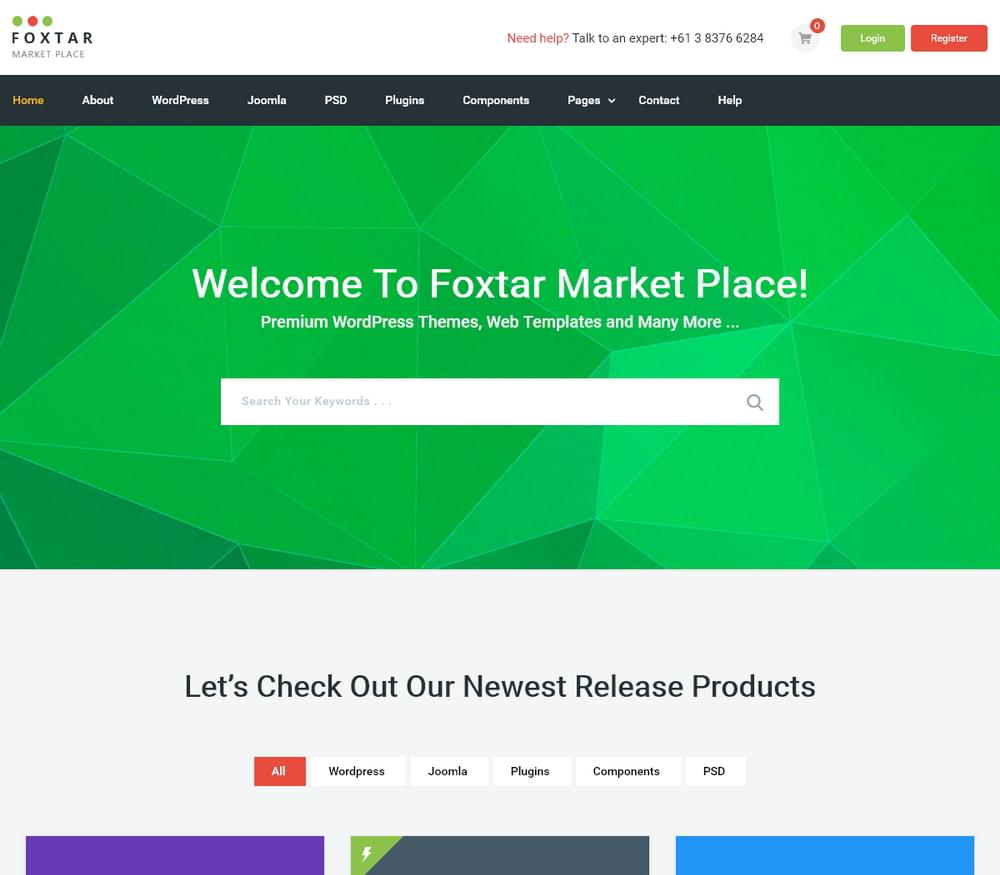 FOXTAR
MARKET PLACE
Need help? Talk to an expert: +61 3 8376 6284
0
Login
Register
Home About WordPress Joomla PSD Plugins Components Pages Contact Help
Welcome To Foxtar Market Place!
Premium WordPress Themes, Web Templates and Many More ...
Search Your Keywords . . .
Let’s Check Out Our Newest Release Products
All Wordpress Joomla Plugins Components PSD